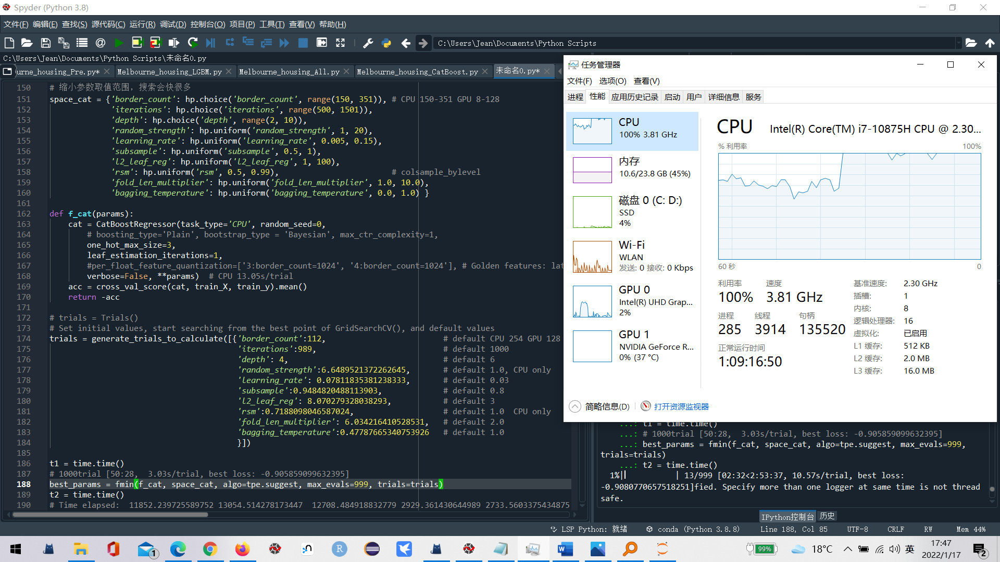 Spyder (Python 3.8)
文件(F) 编辑(E) 查找(S) 源代码(C) 运行(R) 调试(D) 控制台(O) 项目(P) 工具(T) 查看(V) 帮助(H)
C:\Users\Jean\Documents\Python Scripts
C:\Users\Jean\Documents\Python Scripts\未命名0.py
urne_housing_Pre.py* Melbourne_housing_LGBM.py Melbourne_housing_All.py Melbourne_housing_CatBoost.py 未命名0.py*
150 # 缩小参数取值范围，搜索会快很多
151 space_cat = {'border_count': hp.choice('border_count', range(150, 351)), # CPU 150-351 GPU 8-128
152 'iterations': hp.choice('iterations', range(500, 1501)),
153 'depth': hp.choice('depth', range(2, 10)),
154 'random_strength': hp.uniform('random_strength', 1, 20),
155 'learning_rate': hp.uniform('learning_rate', 0.005, 0.15),
156 'subsample': hp.uniform('subsample', 0.5, 1),
157 'l2_leaf_reg': hp.uniform('l2_leaf_reg', 1, 100),
158 'rsm': hp.uniform('rsm', 0.5, 0.99), # colsample_bylevel
159 'fold_len_multiplier': hp.uniform('fold_len_multiplier', 1.0, 10.0),
160 'bagging_temperature': hp.uniform('bagging_temperature', 0.0, 1.0) }
161
162 def f_cat(params):
163 cat = CatBoostRegressor(task_type='CPU', random_seed=0,
164 # boosting_type='Plain', bootstrap_type = 'Bayesian', max_ctr_complexity=1,
165 one_hot_max_size=3,
166 leaf_estimation_iterations=1,
167 #per_float_feature_quantization=['3:border_count=1024', '4:border_count=1024'], # Golden features: lat
168 verbose=False, **params) # CPU 13.05s/trial
169 acc = cross_val_score(cat, train_X, train_y).mean()
170 return -acc
171
172 # trials = Trials()
173 # Set initial values, start searching from the best point of GridSearchCV(), and default values
174 trials = generate_trials_to_calculate([{'border_count':112, # default CPU 254 GPU 128
175 'iterations':989, # default 1000
176 'depth': 4, # default 6
177 'random_strength':6.6489521372262645, # default 1.0, CPU only
178 'learning_rate': 0.07811835381238333, # default 0.03
179 'subsample':0.9484820488113903, # default 0.8
180 'l2_leaf_reg': 8.070279328038293, # default 3
181 'rsm':0.7188098046587024, # default 1.0 CPU only
182 'fold_len_multiplier': 6.034216410528531, # default 2.0
183 'bagging_temperature':0.47787665340753926 # default 1.0
184 }])
185
186 t1 = time.time()
187 # 1000trial [50:28, 3.03s/trial, best loss: -0.905859099632395]
188 best_params = fmin(f_cat, space_cat, algo=tpe.suggest, max_evals=999, trials=trials)
189 t2 = time.time()
190 # Time elapsed: 11852.239725589752 13054.514278173447 12708.484918832779 2929.361430644989 2733.5603375434875
任务管理器
文件(F) 选项(O) 查看(V)
进程 性能 应用历史记录 启动 用户 详细信息 服务
CPU
100% 3.81 GHz
内存
10.6/23.8 GB (45%)
磁盘 0 (C: D:)
SSD
4%
Wi-Fi
WLAN
发送: 0 接收: 0 Kbps
GPU 0
Intel(R) UHD Grap...
2%
GPU 1
NVIDIA GeForce R...
0% (37 °C)
CPU Intel(R) Core(TM) i7-10875H CPU @ 2.30...
% 利用率 100%
60 秒 0
利用率 速度
100% 3.81 GHz
进程 线程 句柄
285 3914 135520
正常运行时间
1:09:16:50
基准速度: 2.30 GHz
插槽: 1
内核: 8
逻辑处理器: 16
虚拟化: 已启用
L1 缓存: 512 KB
L2 缓存: 2.0 MB
L3 缓存: 16.0 MB
简略信息(D) 打开资源监视器
...: t1 = time.time()
...: # 1000trial [50:28, 3.03s/trial, best loss: -0.905859099632395]
...: best_params = fmin(f_cat, space_cat, algo=tpe.suggest, max_evals=999,
trials=trials)
...: t2 = time.time()
1%| | 13/999 [02:32<2:53:37, 10.57s/trial, best loss:
-0.9080770657518251]fied. Specify more than one logger at same time is not thread
safe.
IPython控制台 历史
LSP Python: 就绪 conda (Python 3.8.8) Line 188, Col 85 UTF-8 CRLF RW Mem 44%
1 99% 18°C 英 17:47
2022/1/17 2